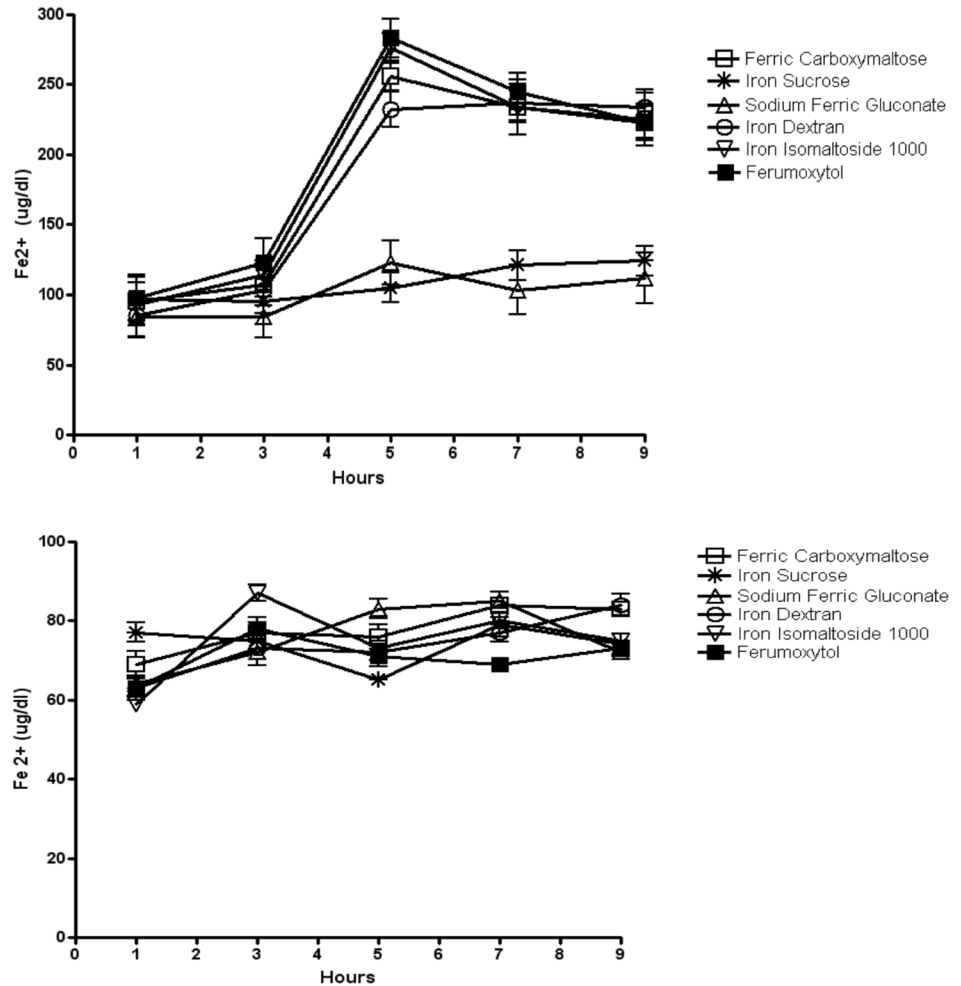 300
250
200
150
100
50
0
Fe2+ (ug/dl)
0 1 2 3 4 5 6 7 8 9
Hours
Ferric Carboxymaltose
Iron Sucrose
Sodium Ferric Gluconate
Iron Dextran
Iron Isomaltoside 1000
Ferumoxytol
100
80
60
40
20
0
Fe 2+ (ug/dl)
0 1 2 3 4 5 6 7 8 9
Hours
Ferric Carboxymaltose
Iron Sucrose
Sodium Ferric Gluconate
Iron Dextran
Iron Isomaltoside 1000
Ferumoxytol